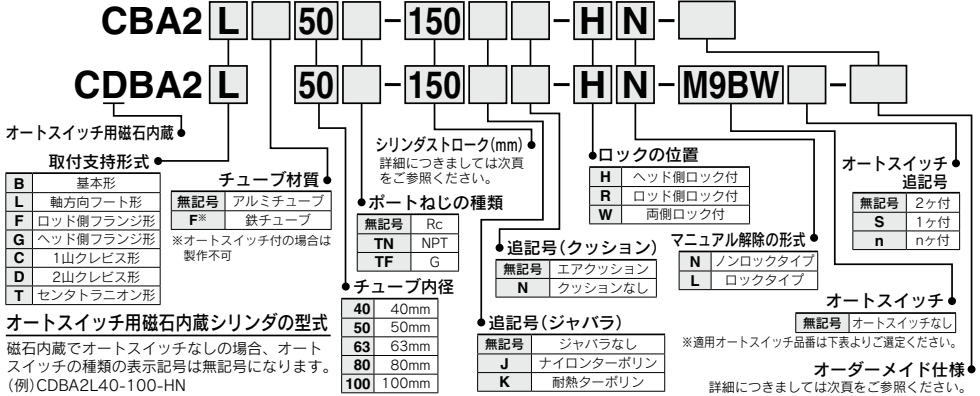 CBA2 L 50 - 150 - H N -
CDBA2 L 50 - 150 - H N - M9BW -
オートスイッチ用磁石内蔵
取付支持形式
B 基本形
L 軸方向フート形
F ロッド側フランジ形
G ヘッド側フランジ形
C 1山クレビス形
D 2山クレビス形
T センタトラニオン形
チューブ材質
無記号 アルミチューブ
F※ 鉄チューブ
※オートスイッチ付の場合は
製作不可
シリンダストローク(mm)
詳細につきましては次頁
をご参照ください。
ポートねじの種類
無記号 Rc
TN NPT
TF G
チューブ内径
40 40mm
50 50mm
63 63mm
80 80mm
100 100mm
追記号(クッション)
無記号 エアクッション
N クッションなし
追記号(ジャバラ)
無記号 ジャバラなし
J ナイロンターポリン
K 耐熱ターポリン
ロックの位置
H ヘッド側ロック付
R ロッド側ロック付
W 両側ロック付
マニュアル解除の形式
N ノンロックタイプ
L ロックタイプ
オートスイッチ
追記号
無記号 2ヶ付
S 1ヶ付
n nヶ付
オートスイッチ
無記号 オートスイッチなし
※適用オートスイッチ品番は下表よりご選定ください。
オーダーメイド仕様
詳細につきましては次頁をご参照ください。
オートスイッチ用磁石内蔵シリンダの型式
磁石内蔵でオートスイッチなしの場合、オート
スイッチの種類の表示記号は無記号になります。
(例)CDBA2L40-100-HN